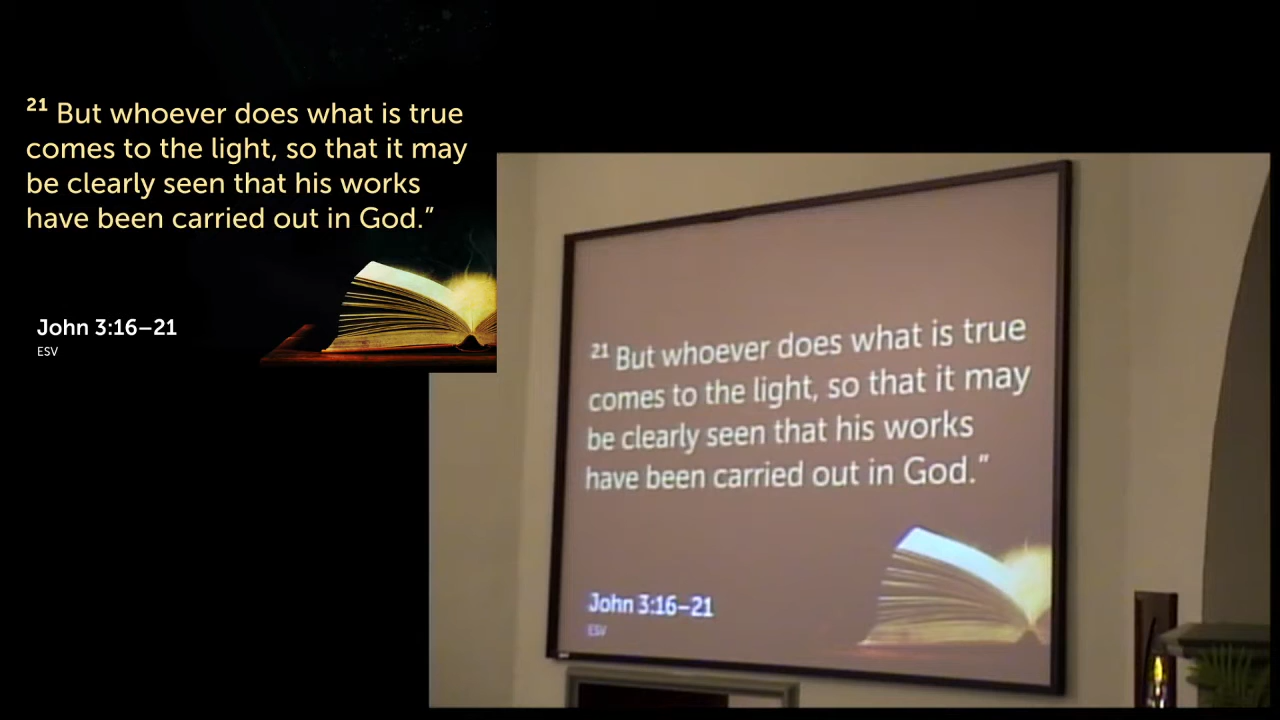 21 But whoever does what is true
comes to the light, so that it may
be clearly seen that his works
have been carried out in God.”
John 3:16–21
ESV
21 But whoever does what is true
comes to the light, so that it may
be clearly seen that his works
have been carried out in God.”
John 3:16–21
ESV